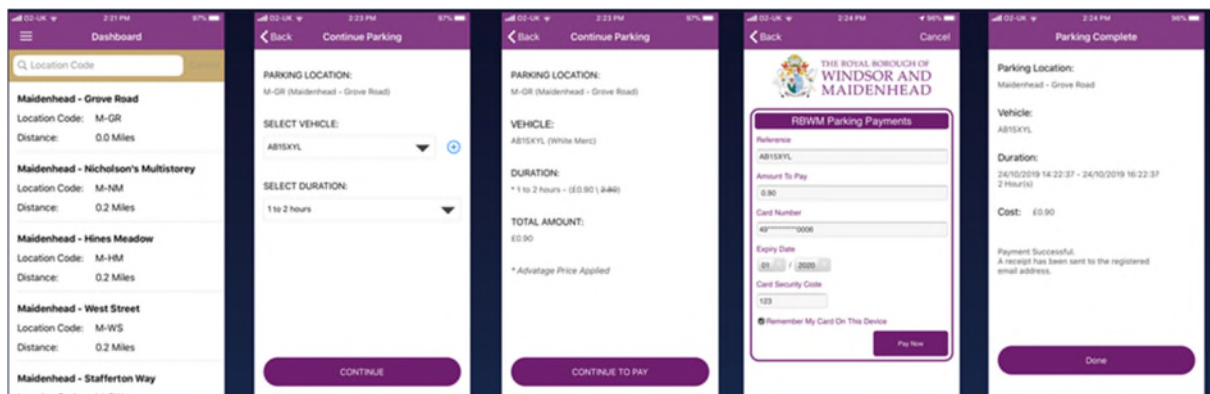 O2-UK 2:21 PM 97%
Dashboard
Location Code
Maidenhead - Grove Road
Location Code: M-GR
Distance: 0.0 Miles
Maidenhead - Nicholson's Multistorey
Location Code: M-NM
Distance: 0.2 Miles
Maidenhead - Hines Meadow
Location Code: M-HM
Distance: 0.2 Miles
Maidenhead - West Street
Location Code: M-WS
Distance: 0.2 Miles
Maidenhead - Stafferton Way
O2-UK 2:23 PM 97%
Back Continue Parking
PARKING LOCATION:
M-GR (Maidenhead - Grove Road)
SELECT VEHICLE:
AB15XYL
SELECT DURATION:
1 to 2 hours
CONTINUE
O2-UK 2:23 PM 97%
Back Continue Parking
PARKING LOCATION:
M-GR (Maidenhead - Grove Road)
VEHICLE:
AB15XYL (White Merc)
DURATION:
* 1 to 2 hours - (£0.90 \ 2.80)
TOTAL AMOUNT:
£0.90
* Advatage Price Applied
CONTINUE TO PAY
O2-UK 2:24 PM 96%
Back Cancel
THE ROYAL BOROUGH OF
WINDSOR AND
MAIDENHEAD
RBWM Parking Payments
Reference
AB15XYL
Amount To Pay
0.90
Card Number
49**********0006
Expiry Date
01 / 2020
Card Security Code
123
Remember My Card On This Device
Pay Now
O2-UK 2:24 PM 96%
Parking Complete
Parking Location:
Maidenhead - Grove Road
Vehicle:
AB15XYL
Duration:
24/10/2019 14:22:37 - 24/10/2019 16:22:37
2 Hour(s)
Cost: £0.90
Payment Successful.
A receipt has been sent to the registered
email address.
Done